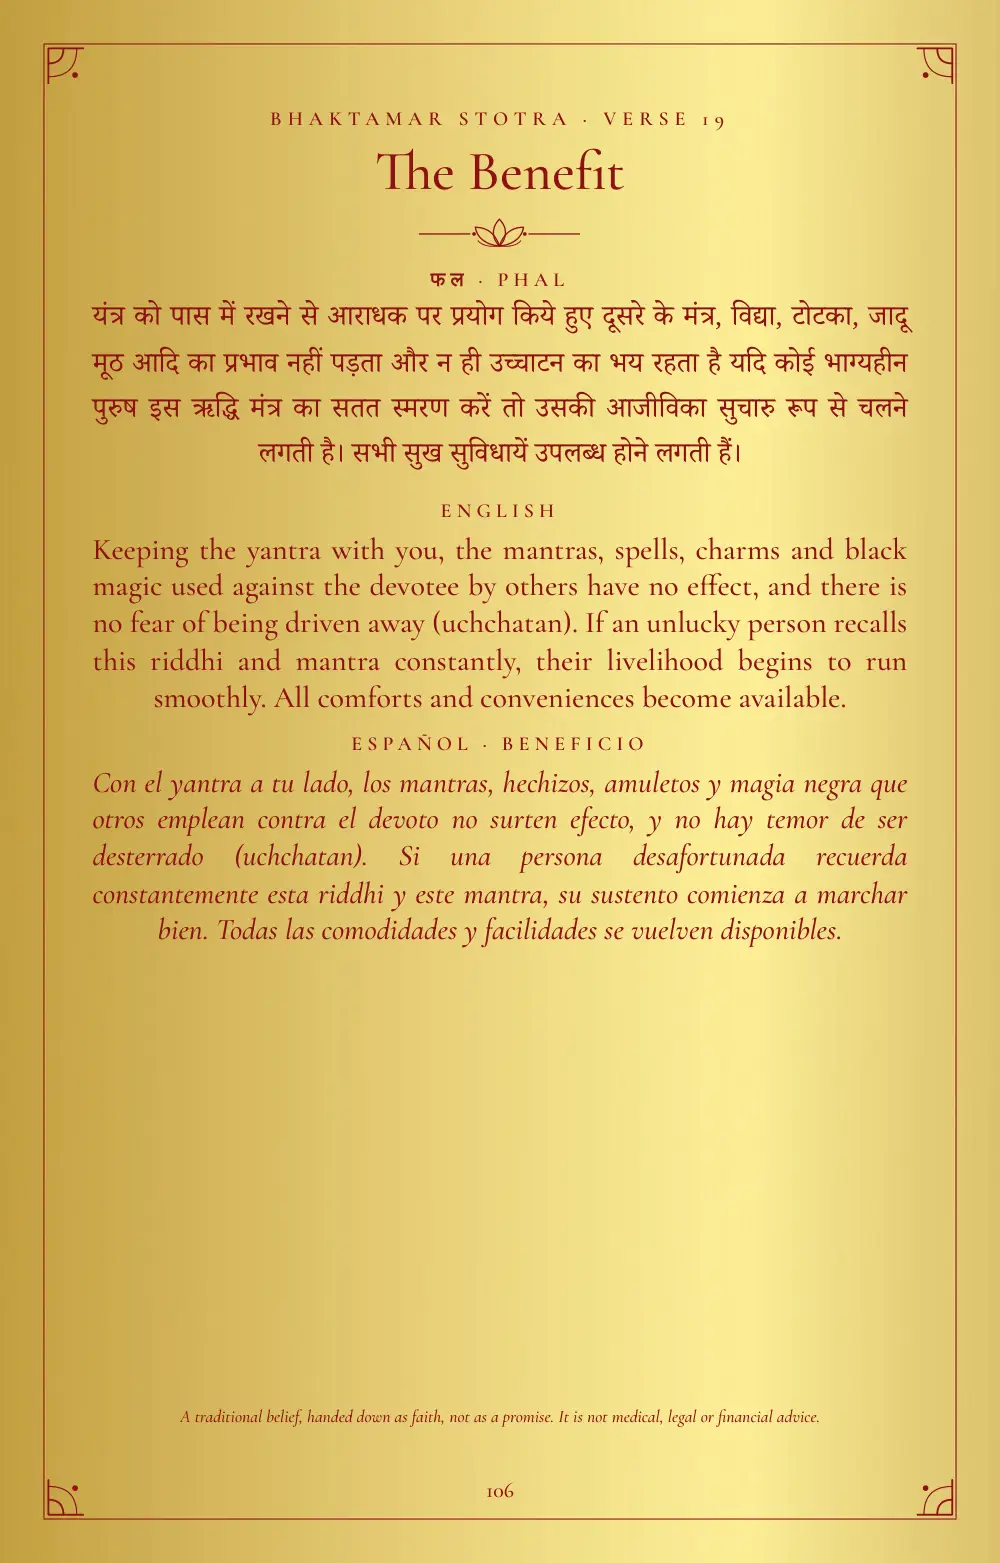 BHAKTAMAR STOTRA · VERSE 19
The Benefit
फल · PHAL
यंत्र को पास में रखने से आराधक पर प्रयोग किये हुए दूसरे के मंत्र, विद्या, टोटका, जादू
मूठ आदि का प्रभाव नहीं पड़ता और न ही उच्चाटन का भय रहता है यदि कोई भाग्यहीन
पुरुष इस ऋद्धि मंत्र का सतत स्मरण करें तो उसकी आजीविका सुचारु रूप से चलने
लगती है। सभी सुख सुविधायें उपलब्ध होने लगती हैं।
ENGLISH
Keeping the yantra with you, the mantras, spells, charms and black
magic used against the devotee by others have no effect, and there is
no fear of being driven away (uchchatan). If an unlucky person recalls
this riddhi and mantra constantly, their livelihood begins to run
smoothly. All comforts and conveniences become available.
ESPAÑOL · BENEFICIO
Con el yantra a tu lado, los mantras, hechizos, amuletos y magia negra que
otros emplean contra el devoto no surten efecto, y no hay temor de ser
desterrado (uchchatan). Si una persona desafortunada recuerda
constantemente esta riddhi y este mantra, su sustento comienza a marchar
bien. Todas las comodidades y facilidades se vuelven disponibles.
A traditional belief, handed down as faith, not as a promise. It is not medical, legal or financial advice.
106